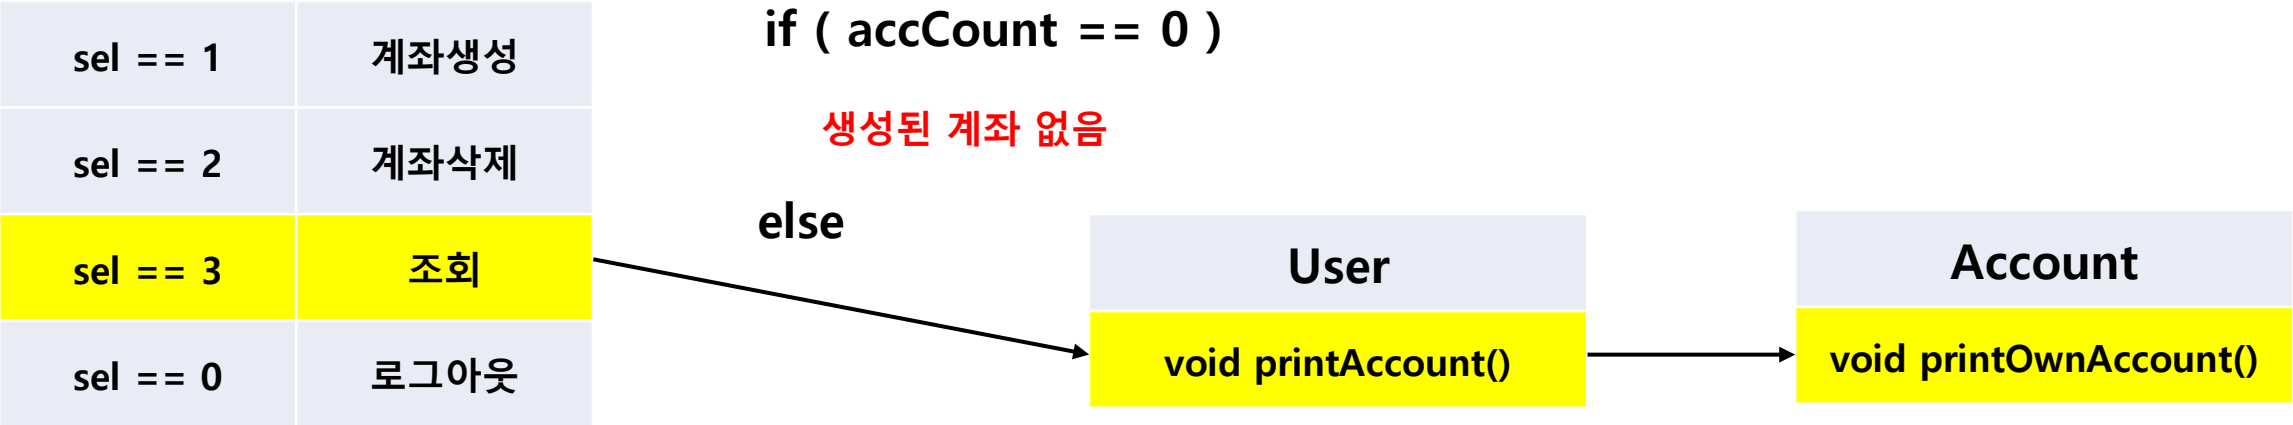 sel == 1 계좌생성
sel == 2 계좌삭제
sel == 3 조회
sel == 0 로그아웃
if ( accCount == 0 )
생성된 계좌 없음
else
User
void printAccount()
Account
void printOwnAccount()